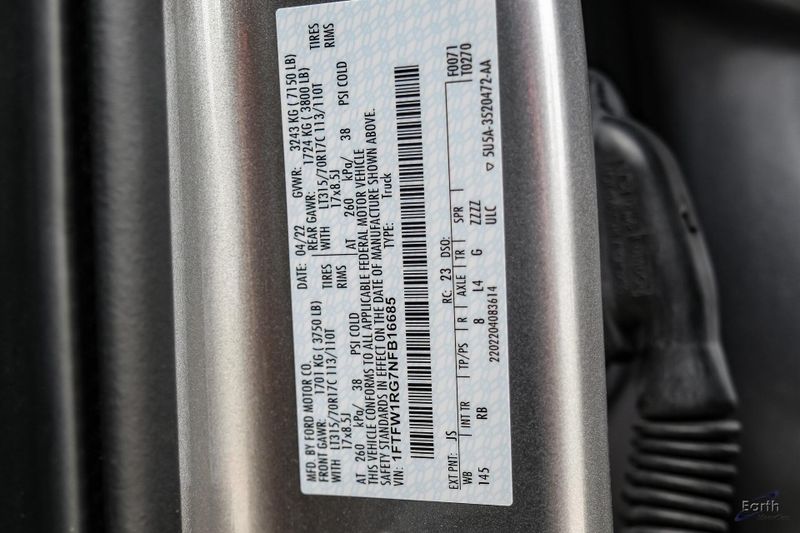 MFD. BY FORD MOTOR CO.
DATE: 04/22 GVWR: 3243 KG ( 7150 LB)
FRONT GAWR: 1701 KG ( 3750 LB)
REAR GAWR: 1724 KG ( 3800 LB)
WITH LT315/70R17C 113/110T TIRES
WITH LT315/70R17C 113/110T TIRES
17x8.5J RIMS
17x8.5J RIMS
AT 260 kPa/ 38 PSI COLD
AT 260 kPa/ 38 PSI COLD
THIS VEHICLE CONFORMS TO ALL APPLICABLE FEDERAL MOTOR VEHICLE
SAFETY STANDARDS IN EFFECT ON THE DATE OF MANUFACTURE SHOWN ABOVE.
VIN: 1FTFW1RG7NFB16685 TYPE: Truck
EXT PNT: JS RC: 23 DSO: F0071
T0270
WB INT TR TP/PS R AXLE TR SPR
145 RB 8 L4 G ZZZZ
2202204083614 ULC ▽ 5U5A-3520472-AA
Earth